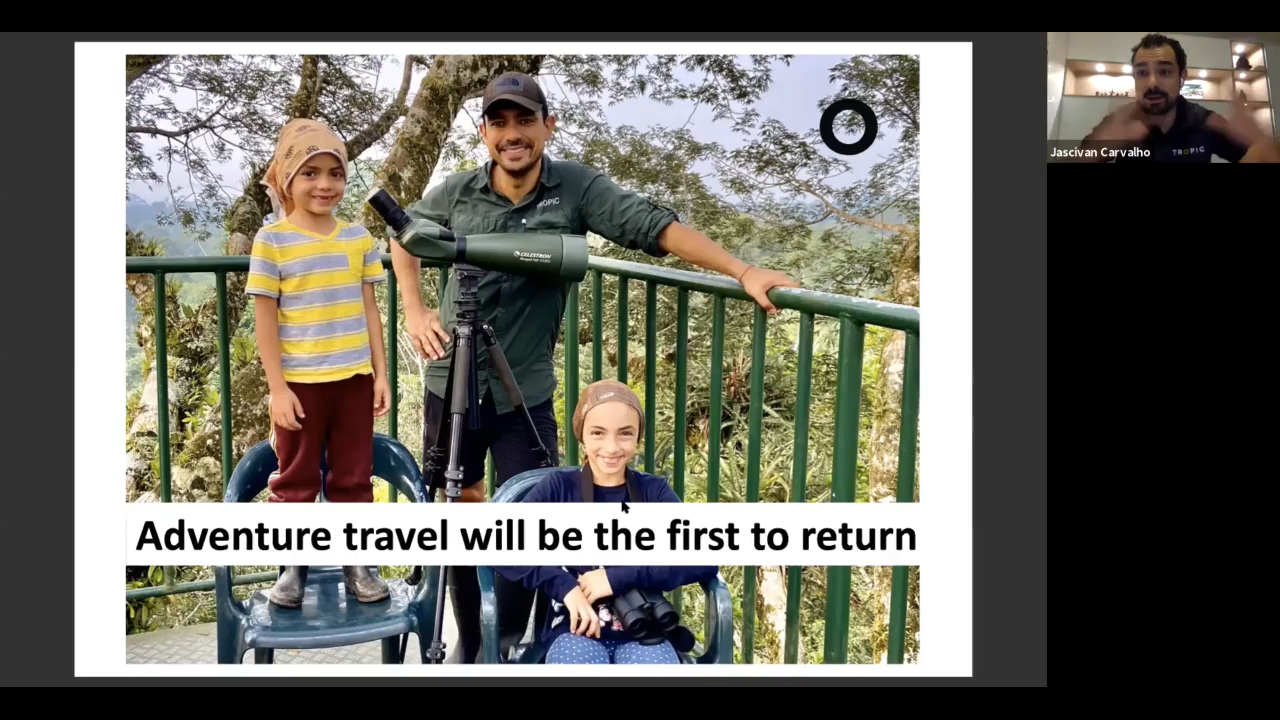 TROPIC
CELESTRON
Adventure travel will be the first to return
Jascivan Carvalho
TROPIC